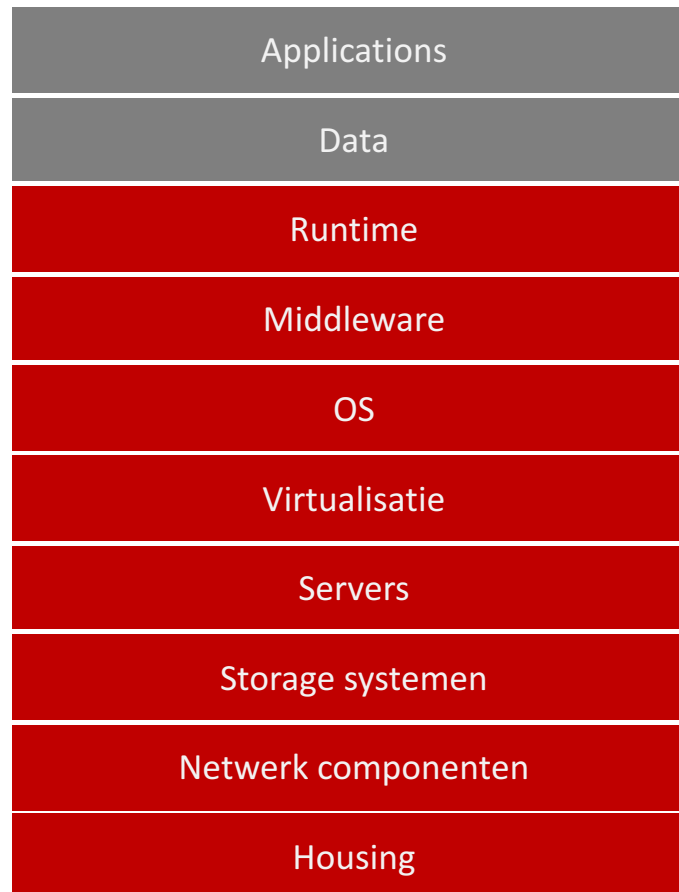 Applications
Data
Runtime
Middleware
OS
Virtualisatie
Servers
Storage systemen
Netwerk componenten
Housing